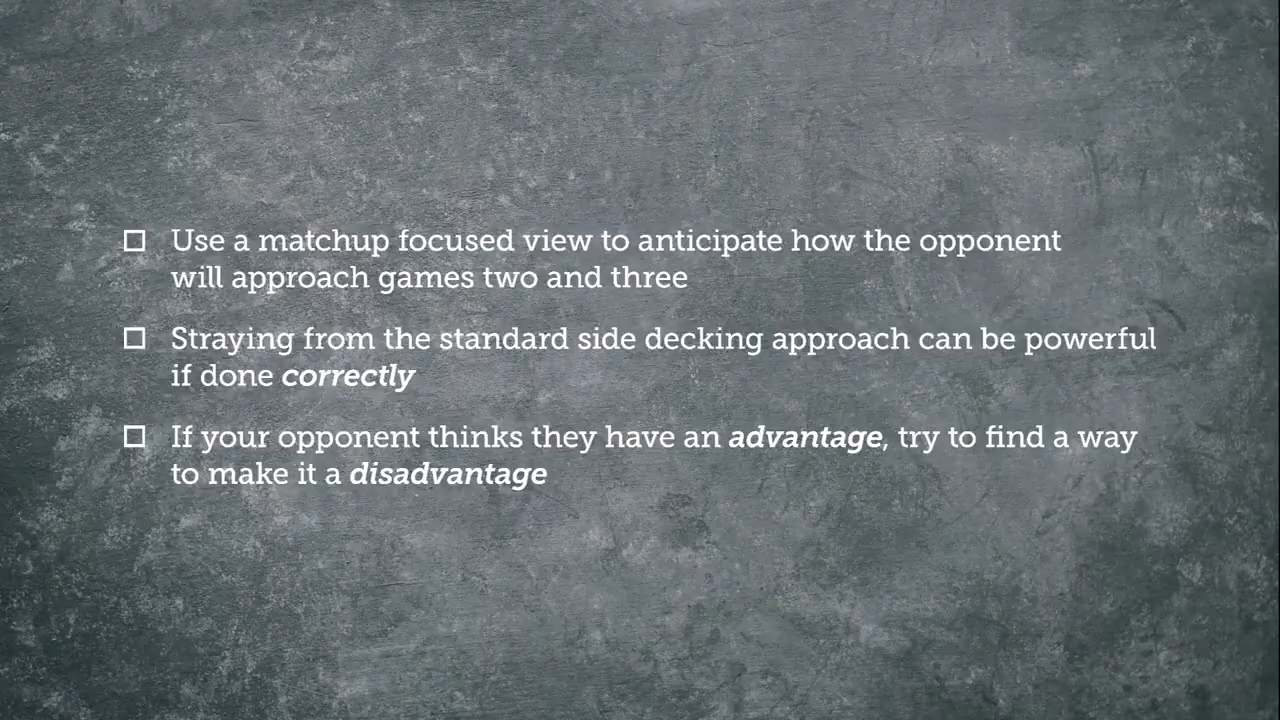 Use a matchup focused view to anticipate how the opponent
will approach games two and three
Straying from the standard side decking approach can be powerful
if done correctly
If your opponent thinks they have an advantage, try to find a way
to make it a disadvantage